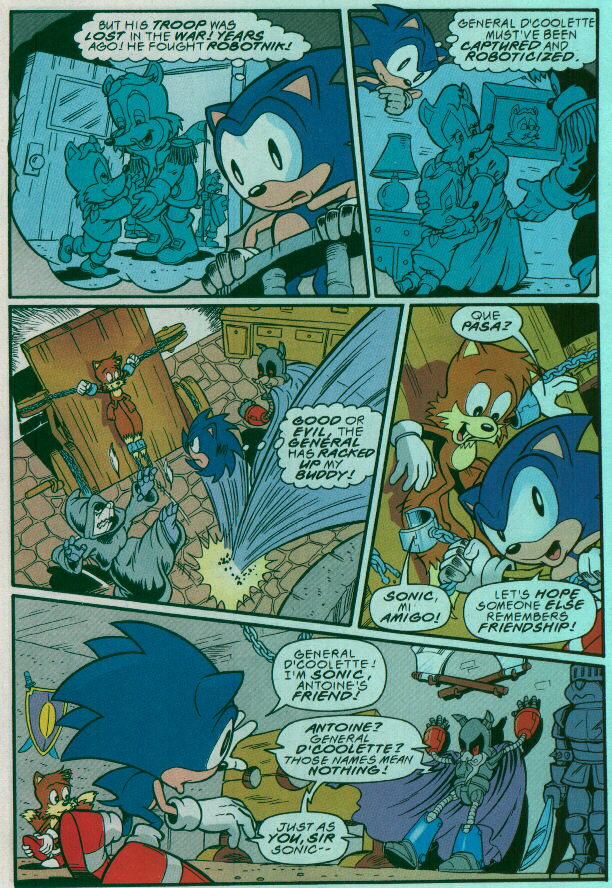 BUT HIS TROOP WAS
LOST IN THE WAR! YEARS
AGO! HE FOUGHT ROBOTNIK!
GENERAL D'COOLETTE
MUST'VE BEEN
CAPTURED AND
ROBOTICIZED.
GOOD OR
EVIL, THE
GENERAL
HAS RACKED
UP MY
BUDDY!
QUE
PASA?
SONIC,
MI
AMIGO!
LET'S HOPE
SOMEONE ELSE
REMEMBERS
FRIENDSHIP!
GENERAL
D'COOLETTE!
I'M SONIC,
ANTOINE'S
FRIEND!
ANTOINE?
GENERAL
D'COOLETTE?
THOSE NAMES MEAN
NOTHING!
JUST AS
YOU, SIR
SONIC--